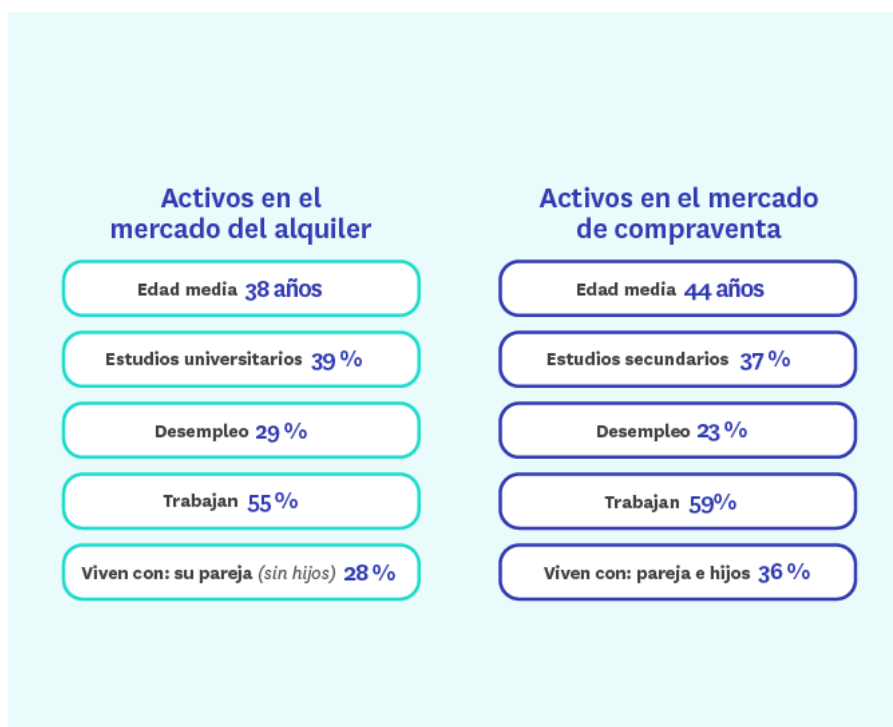 Activos en el
mercado del alquiler
Edad media 38 años
Estudios universitarios 39 %
Desempleo 29 %
Trabajan 55 %
Viven con: su pareja (sin hijos) 28 %
Activos en el mercado
de compraventa
Edad media 44 años
Estudios secundarios 37 %
Desempleo 23 %
Trabajan 59%
Viven con: pareja e hijos 36 %